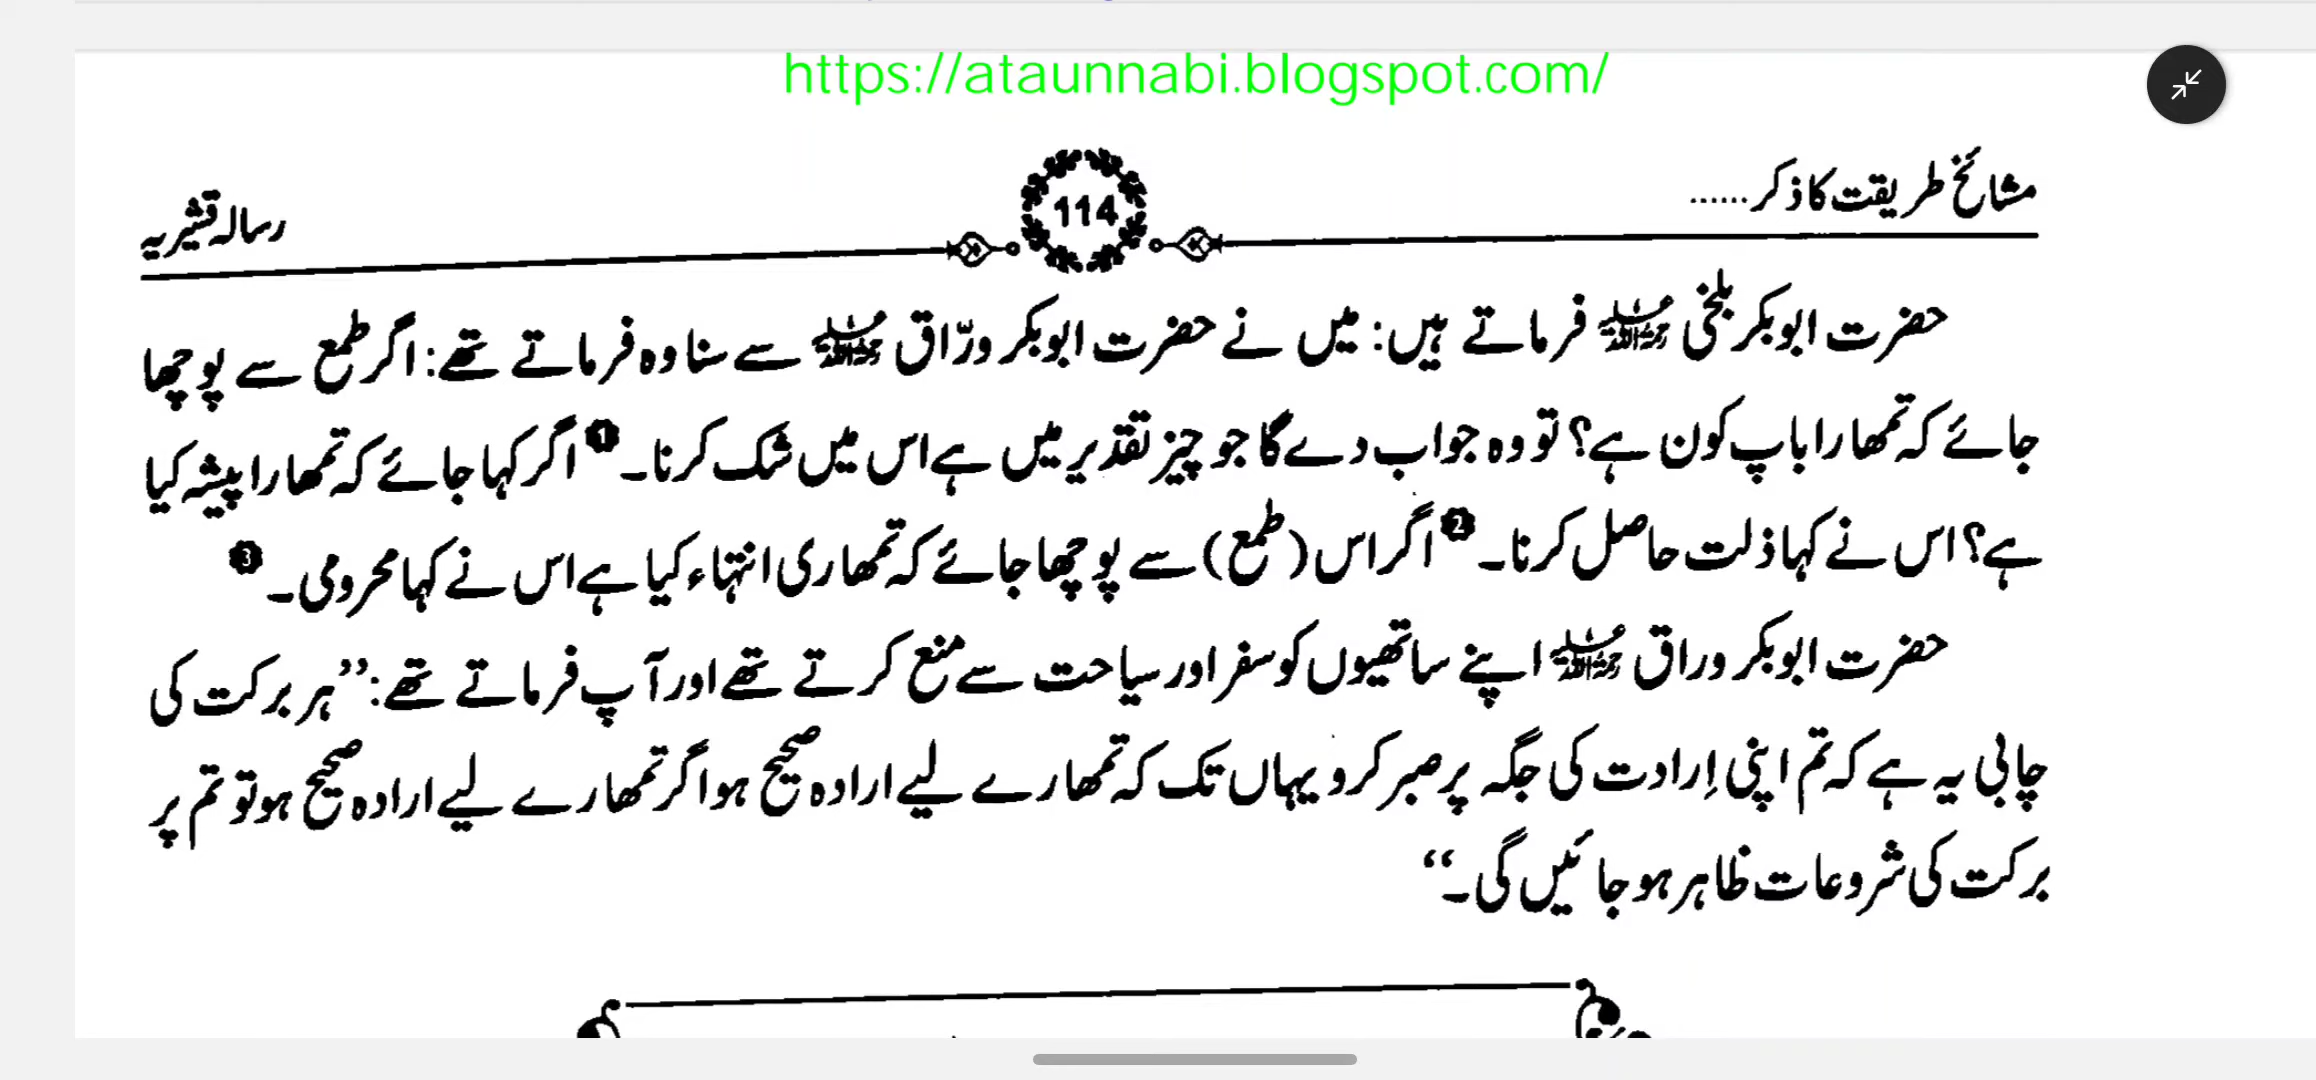 https://ataunnabi.blogspot.com/
مشائخ طریقت کا ذکر ......
114
رسالہ قشیریہ
حضرت ابوبکر بلخی رحمۃ اللہ علیہ فرماتے ہیں: میں نے حضرت ابوبکر ورّاق رحمۃ اللہ علیہ سے سنا وہ فرماتے تھے: اگر طمع سے پوچھا
جائے کہ تمھارا باپ کون ہے؟ تو وہ جواب دے گا جو چیز تقدیر میں ہے اس میں شک کرنا۔ 1 اگر کہا جائے کہ تمھارا پیشہ کیا
ہے؟ اس نے کہا ذلت حاصل کرنا۔ 2 اگر اس (طمع) سے پوچھا جائے کہ تمھاری انتہاء کیا ہے اس نے کہا محرومی۔ 3
حضرت ابوبکر وراق رحمۃ اللہ علیہ اپنے ساتھیوں کو سفر اور سیاحت سے منع کرتے تھے اور آپ فرماتے تھے: ’’ہر برکت کی
چابی یہ ہے کہ تم اپنی اِرادت کی جگہ پر صبر کرو یہاں تک کہ تمھارے لیے ارادہ صحیح ہو اگر تمھارے لیے ارادہ صحیح ہو تو تم پر
برکت کی شروعات ظاہر ہو جائیں گی۔‘‘